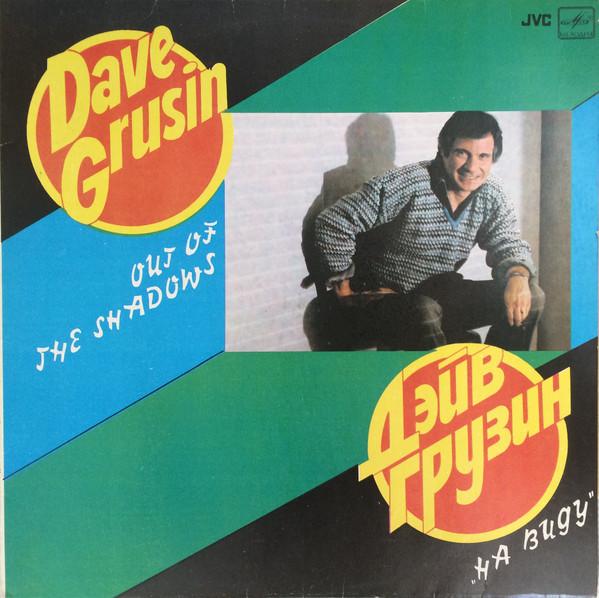 JVC
МЕЛОДИЯ
Dave
Grusin
OUT OF
THE SHADOWS
Дэйв
Грузин
„НА ВИДУ"